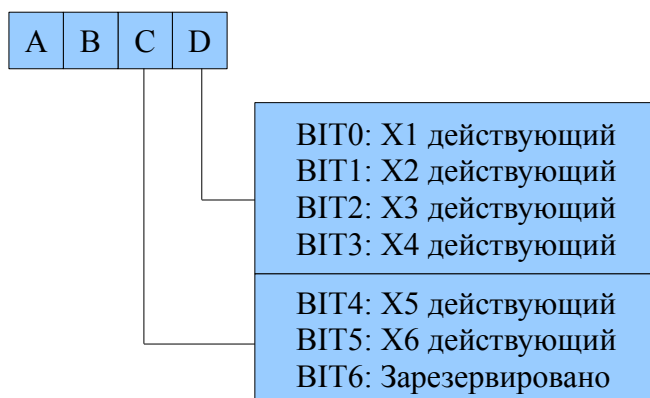 A B C D
BIT0: X1 действующий
BIT1: X2 действующий
BIT2: X3 действующий
BIT3: X4 действующий
BIT4: X5 действующий
BIT5: X6 действующий
BIT6: Зарезервировано